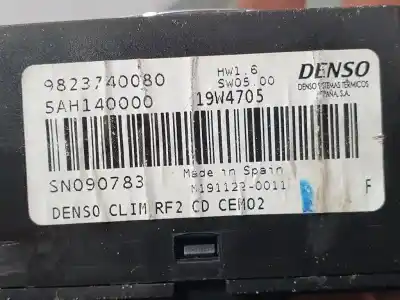 9823740080
HW1.6
SW05.00
DENSO
DENSO SISTEMAS TÉRMICOS
ESPAÑA, S.A.
5AH140000
19W4705
SN090783
Made in Spain
M191122-0011
F
DENSO CLIM RF2 CD CEM02